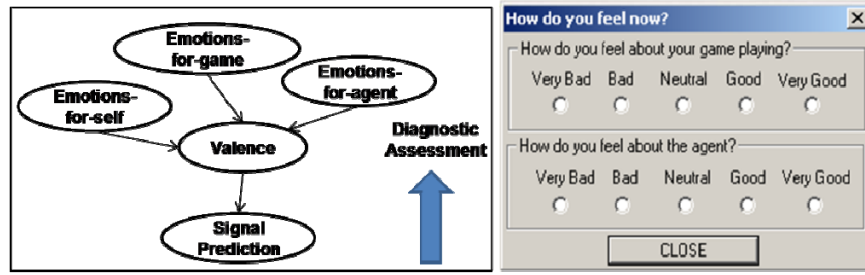 Emotions-
for-game
Emotions-
for-agent
Emotions-
for-self
Valence
Diagnostic
Assessment
Signal
Prediction
How do you feel now?
How do you feel about your game playing?
Very Bad Bad Neutral Good Very Good
How do you feel about the agent?
Very Bad Bad Neutral Good Very Good
CLOSE